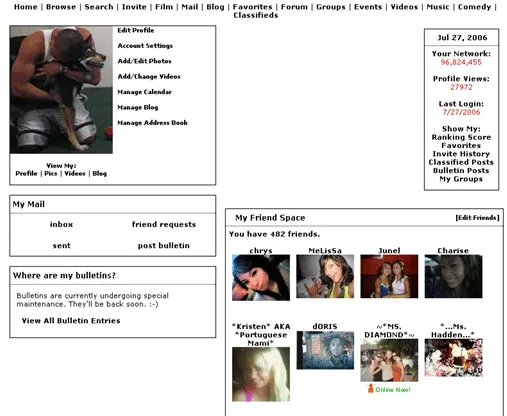 Home | Browse | Search | Invite | Film | Mail | Blog | Favorites | Forum | Groups | Events | Videos | Music | Comedy |
Classifieds
Edit Profile
Account Settings
Add/Edit Photos
Add/Change Videos
Manage Calendar
Manage Blog
Manage Address Book
View My:
Profile | Pics | Videos | Blog
Jul 27, 2006
Your Network:
96,824,455
Profile Views:
27972
Last Login:
7/27/2006
Show My:
Ranking Score
Favorites
Invite History
Classified Posts
Bulletin Posts
My Groups
My Mail
inbox
friend requests
sent
post bulletin
Where are my bulletins?
Bulletins are currently undergoing special
maintenance. They'll be back soon. :-)
View All Bulletin Entries
My Friend Space
[Edit Friends]
You have 482 friends.
chrys
MeLisSa
Junel
Charise
*Kristen* AKA
*Portuguese
Mami*
dORIS
~*MS.
DIAMOND*~
*...Ms.
Hadden...*
Online Now!